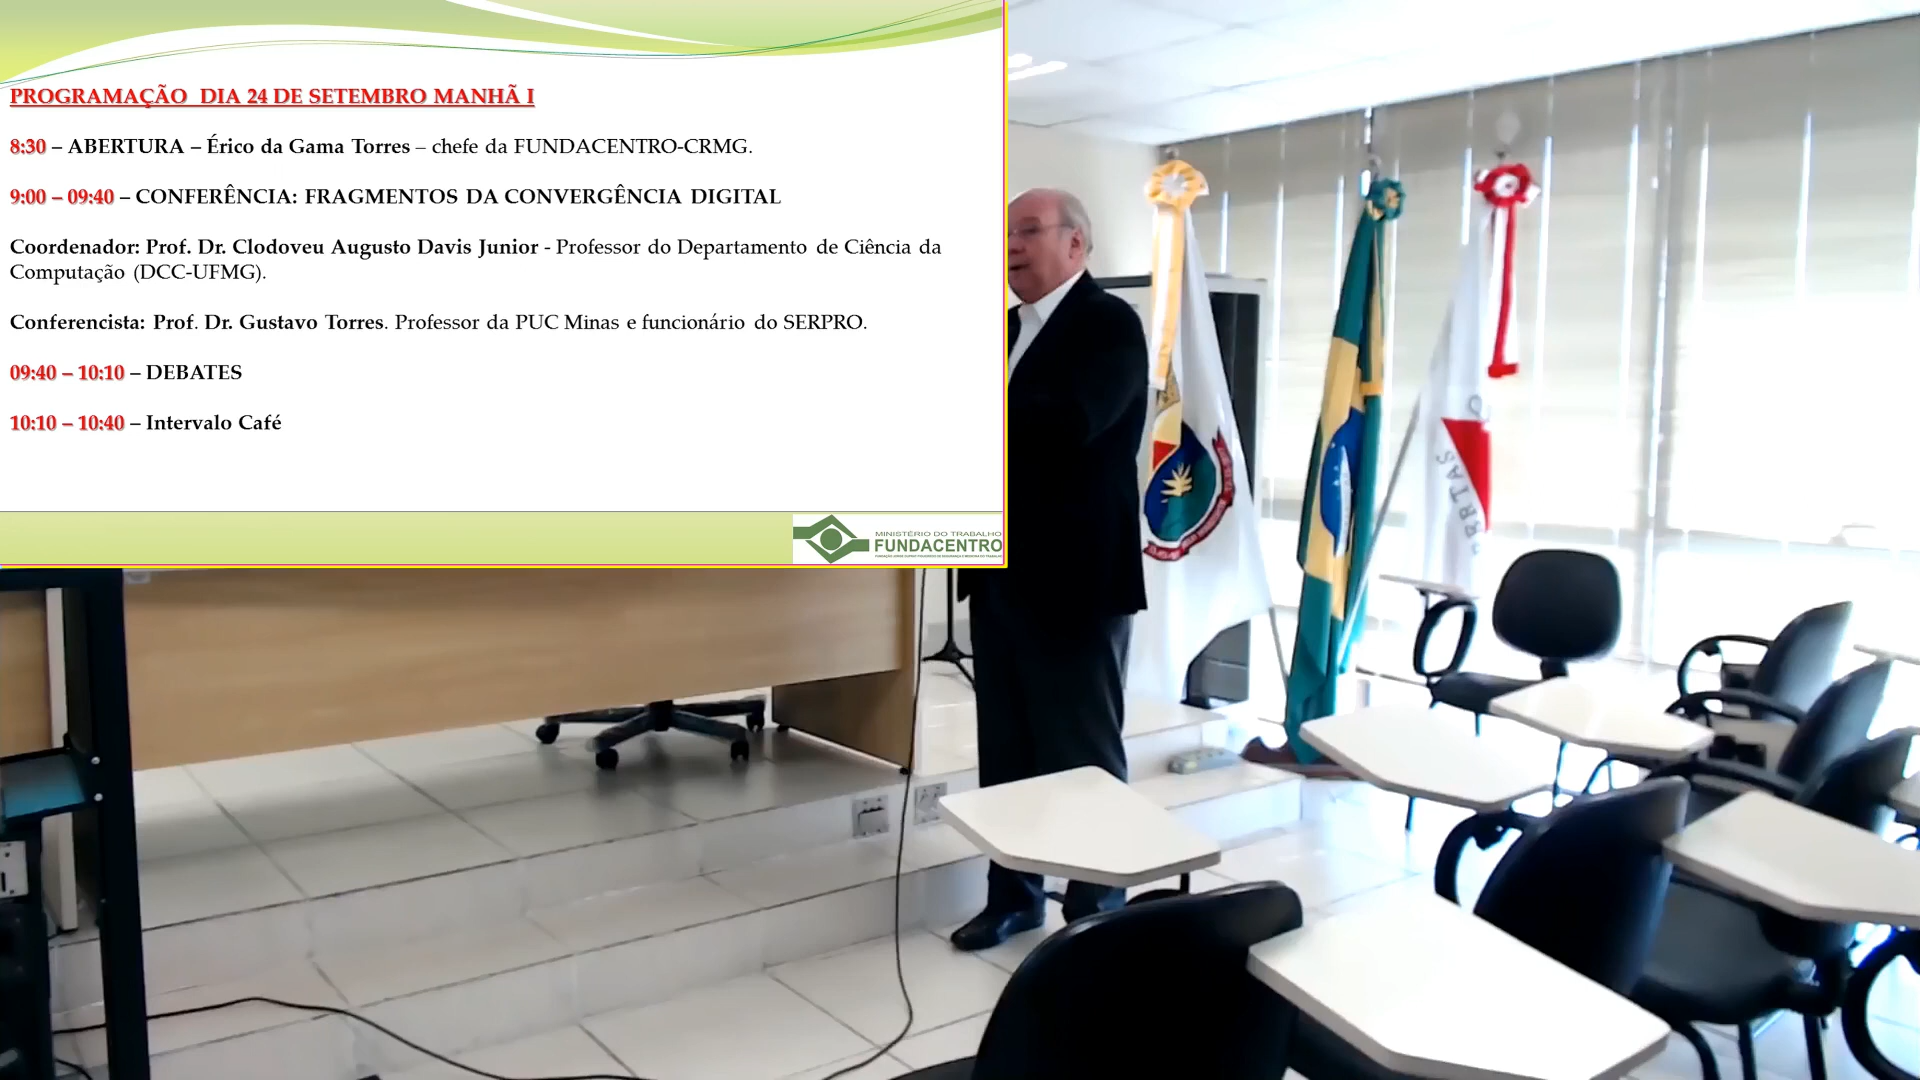 PROGRAMAÇÃO DIA 24 DE SETEMBRO MANHÃ I
8:30 – ABERTURA – Érico da Gama Torres – chefe da FUNDACENTRO-CRMG.
9:00 – 09:40 – CONFERÊNCIA: FRAGMENTOS DA CONVERGÊNCIA DIGITAL
Coordenador: Prof. Dr. Clodoveu Augusto Davis Junior - Professor do Departamento de Ciência da
Computação (DCC-UFMG).
Conferencista: Prof. Dr. Gustavo Torres. Professor da PUC Minas e funcionário do SERPRO.
09:40 – 10:10 – DEBATES
10:10 – 10:40 – Intervalo Café
MINISTÉRIO DO TRABALHO
FUNDACENTRO